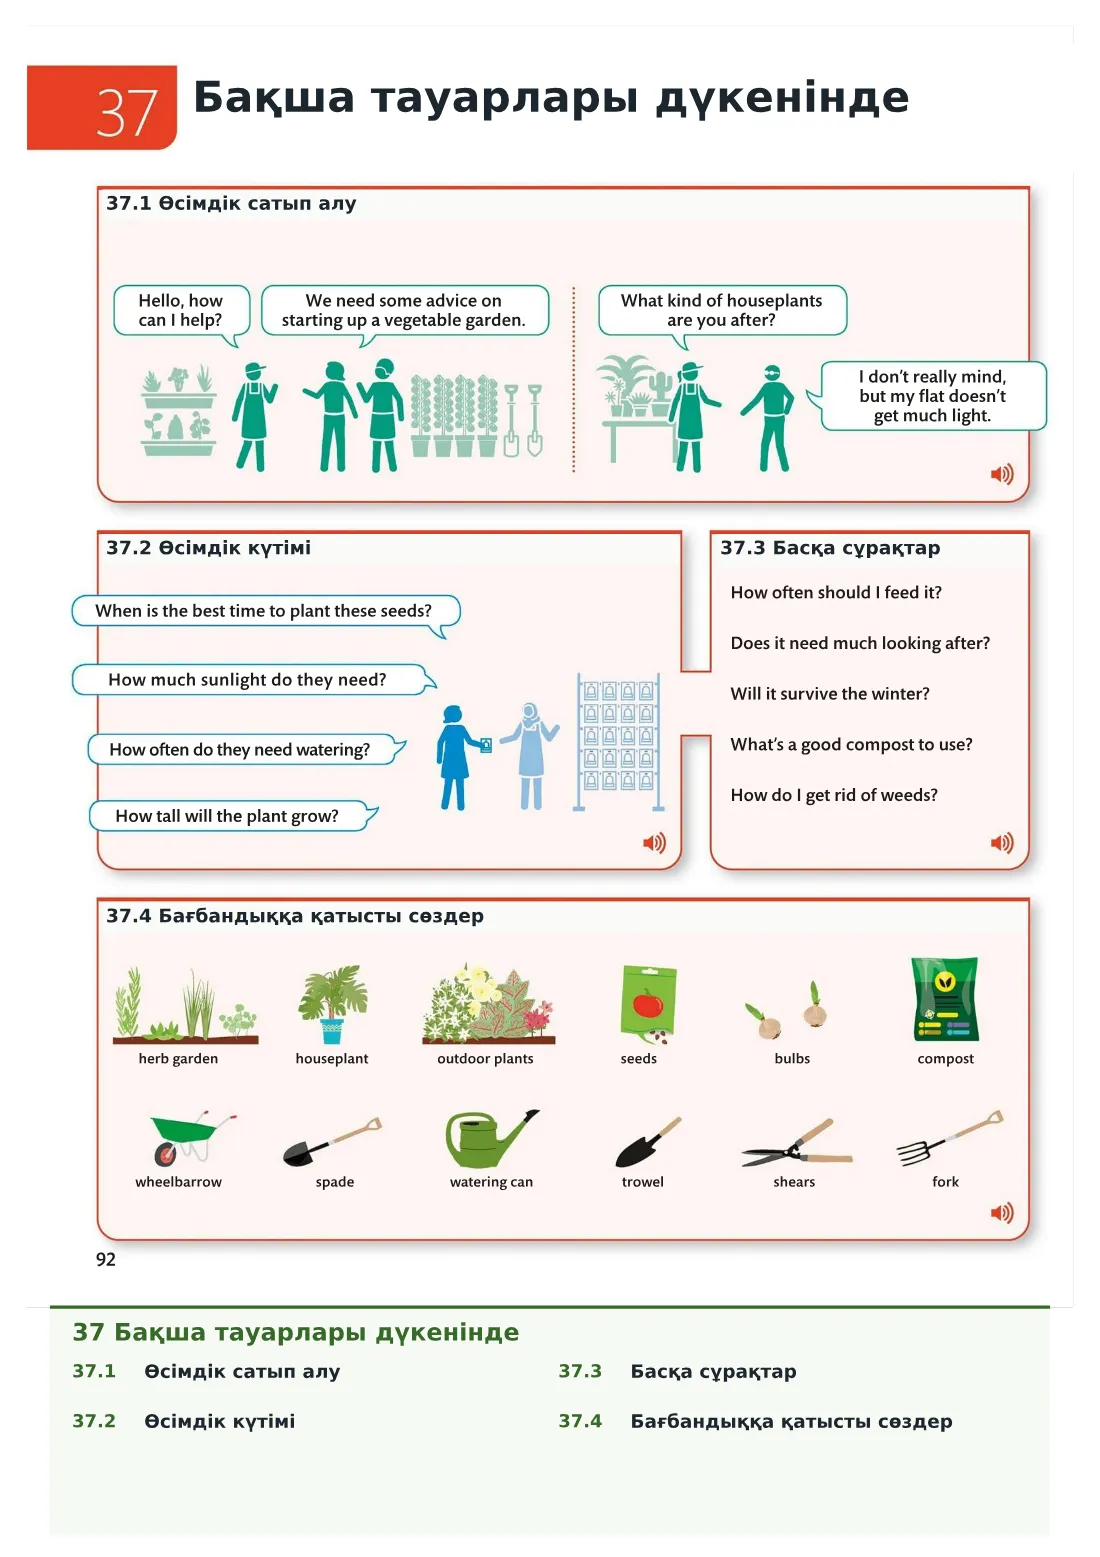 37
Бақша тауарлары дүкенінде
37.1 Өсімдік сатып алу
Hello, how
can I help?
We need some advice on
starting up a vegetable garden.
What kind of houseplants
are you after?
I don't really mind,
but my flat doesn't
get much light.
37.2 Өсімдік күтімі
When is the best time to plant these seeds?
How much sunlight do they need?
How often do they need watering?
How tall will the plant grow?
37.3 Басқа сұрақтар
How often should I feed it?
Does it need much looking after?
Will it survive the winter?
What's a good compost to use?
How do I get rid of weeds?
37.4 Бағбандыққа қатысты сөздер
herb garden
houseplant
outdoor plants
seeds
bulbs
compost
wheelbarrow
spade
watering can
trowel
shears
fork
92
37 Бақша тауарлары дүкенінде
37.1 Өсімдік сатып алу
37.2 Өсімдік күтімі
37.3 Басқа сұрақтар
37.4 Бағбандыққа қатысты сөздер